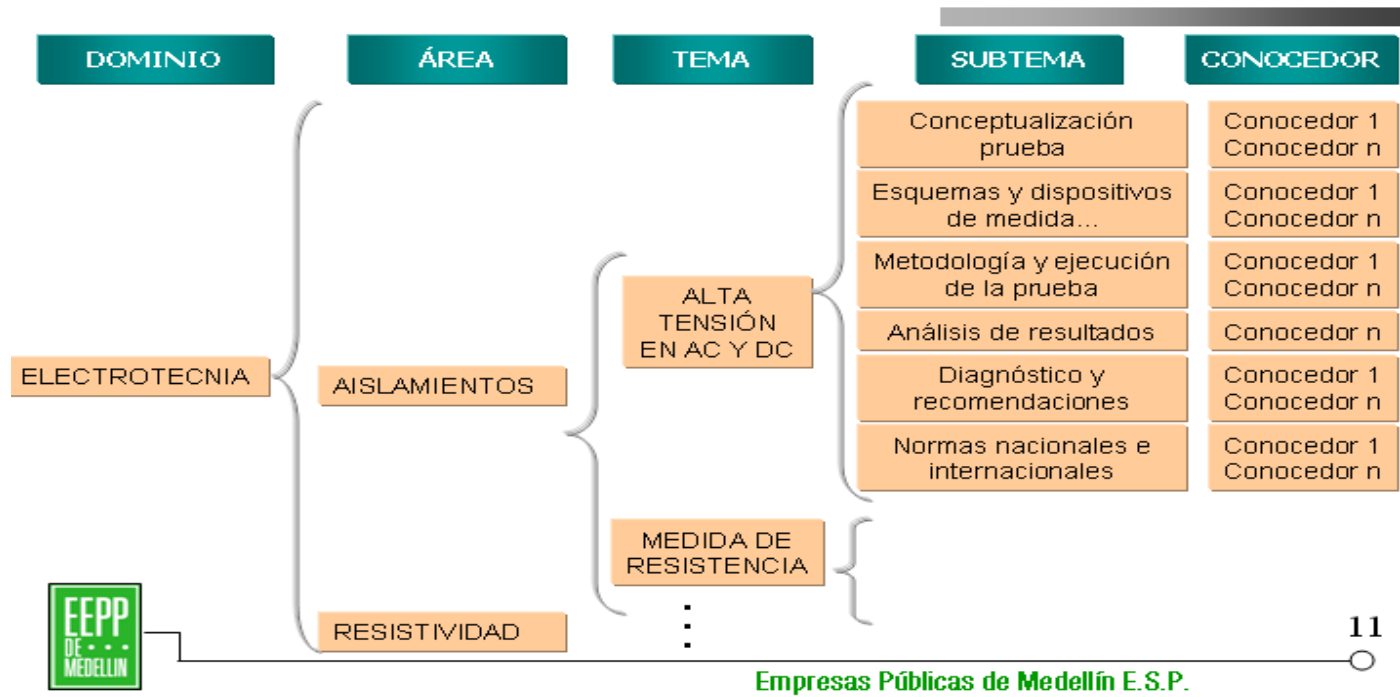 DOMINIO
ÁREA
TEMA
SUBTEMA
CONOCEDOR
ELECTROTECNIA
AISLAMIENTOS
RESISTIVIDAD
ALTA
TENSIÓN
EN AC Y DC
MEDIDA DE
RESISTENCIA
Conceptualización
prueba
Conocedor 1
Conocedor n
Esquemas y dispositivos
de medida...
Conocedor 1
Conocedor n
Metodología y ejecución
de la prueba
Conocedor 1
Conocedor n
Análisis de resultados
Conocedor n
Diagnóstico y
recomendaciones
Conocedor 1
Conocedor n
Normas nacionales e
internacionales
Conocedor 1
Conocedor n
EEPP
DE
MEDELLIN
11
Empresas Públicas de Medellín E.S.P.